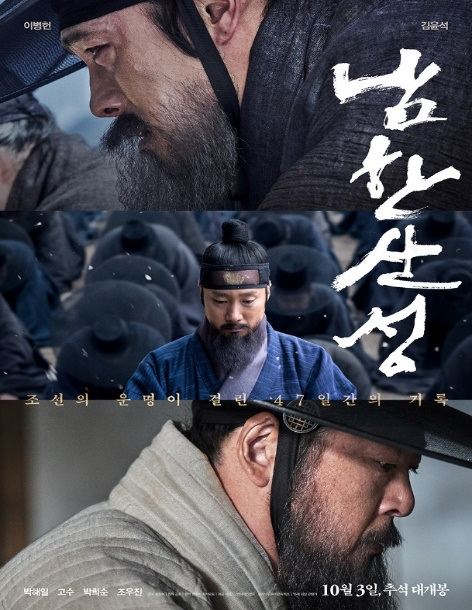 이병헌
김윤석
남한산성
조선의 운명이 걸린 47일간의 기록
박해일 고수 박희순 조우진
10월 3일, 추석 대개봉